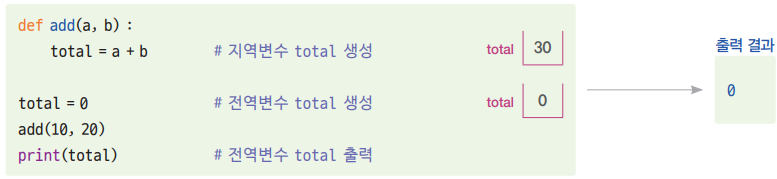 def add(a, b) :
    total = a + b    # 지역변수 total 생성    total 30
출력 결과
0
total = 0    # 전역변수 total 생성    total 0
add(10, 20)
print(total)    # 전역변수 total 출력